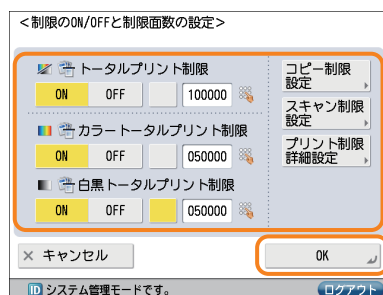 <制限のON/OFFと制限面数の設定>
トータルプリント制限
ON OFF 100000
カラートータルプリント制限
ON OFF 050000
白黒トータルプリント制限
ON OFF 050000
コピー制限
設定
スキャン制限
設定
プリント制限
詳細設定
× キャンセル
OK
ID システム管理モードです。
ログアウト